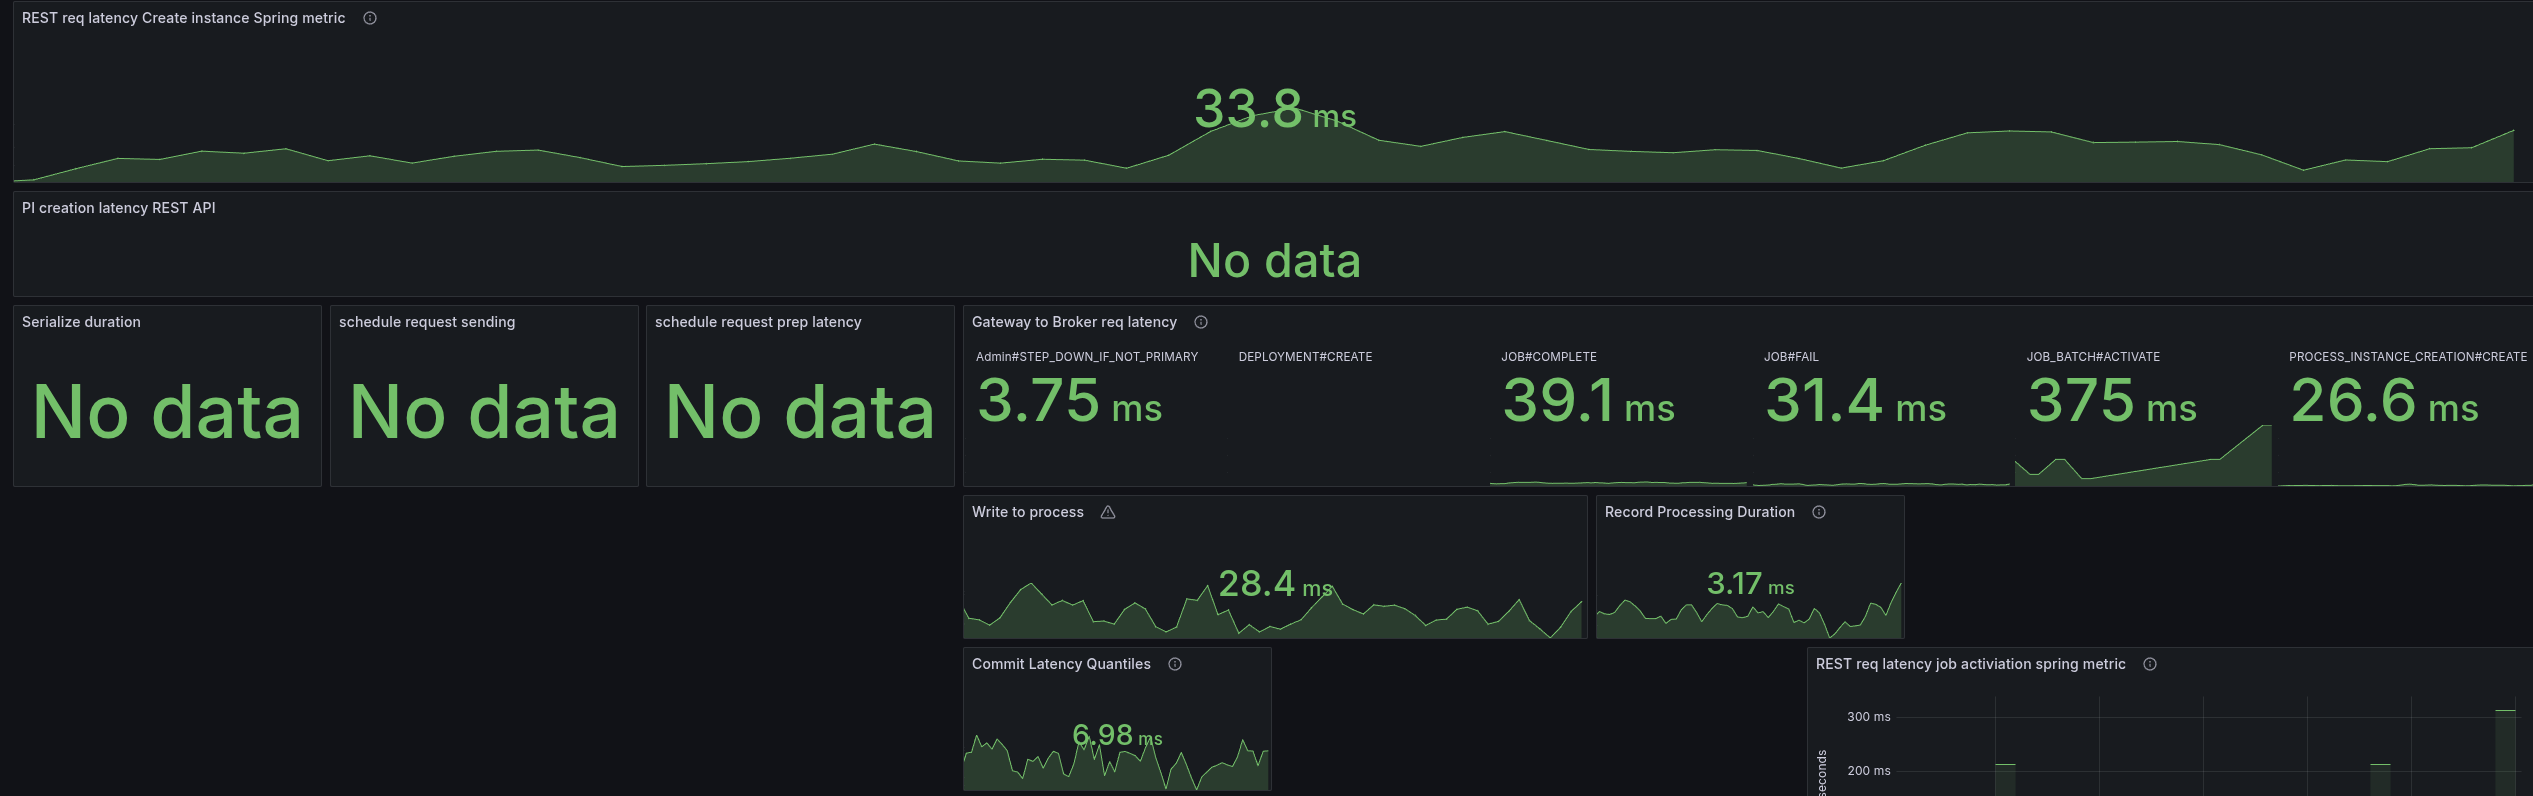 REST req latency Create instance Spring metric
33.8 ms
PI creation latency REST API
No data
Serialize duration
No data
schedule request sending
No data
schedule request prep latency
No data
Gateway to Broker req latency
Admin#STEP_DOWN_IF_NOT_PRIMARY
3.75 ms
DEPLOYMENT#CREATE
JOB#COMPLETE
39.1 ms
JOB#FAIL
31.4 ms
JOB_BATCH#ACTIVATE
375 ms
PROCESS_INSTANCE_CREATION#CREATE
26.6 ms
Write to process
28.4 ms
Record Processing Duration
3.17 ms
Commit Latency Quantiles
6.98 ms
REST req latency job activiation spring metric
300 ms
200 ms
seconds